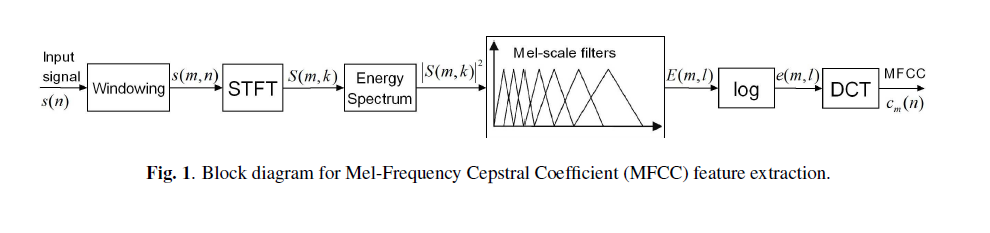 Input
signal
s(n)
Windowing
s(m,n)
STFT
S(m,k)
Energy
Spectrum
|S(m,k)|²
Mel-scale filters
E(m,l)
log
e(m,l)
DCT
MFCC
cₘ(n)
Fig. 1. Block diagram for Mel-Frequency Cepstral Coefficient (MFCC) feature extraction.